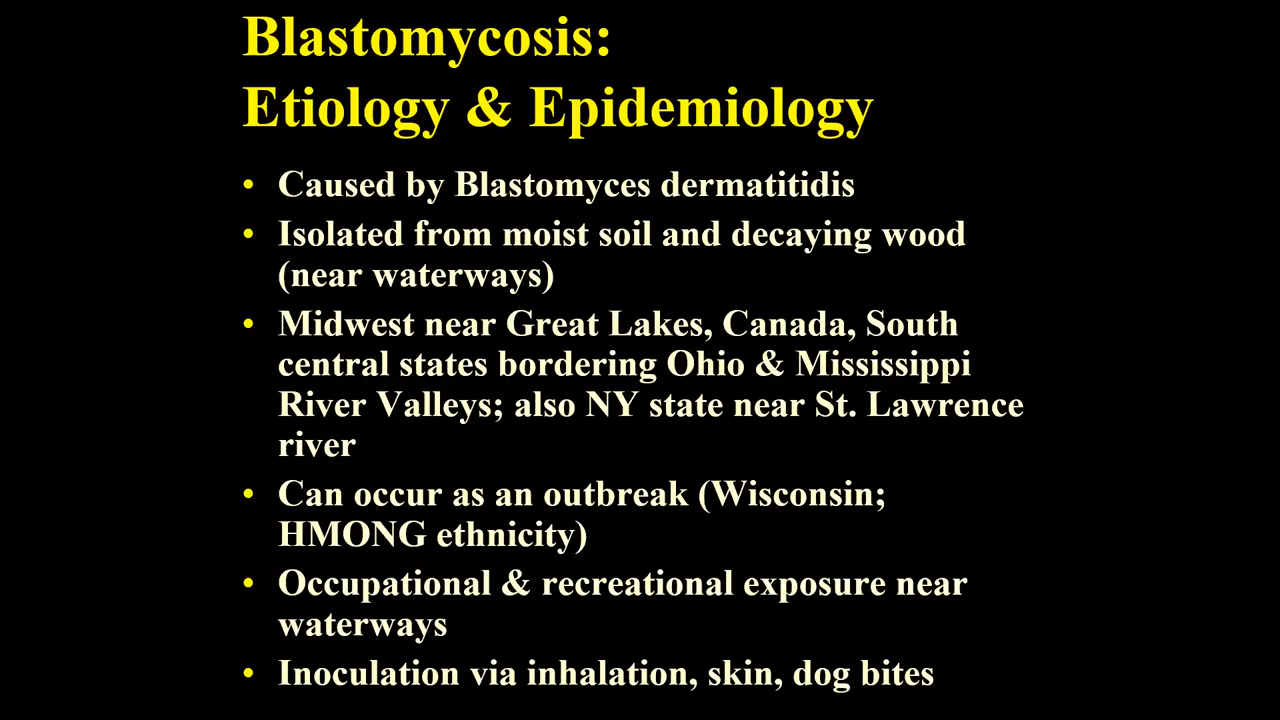 Blastomycosis:
Etiology & Epidemiology
• Caused by Blastomyces dermatitidis
• Isolated from moist soil and decaying wood
(near waterways)
• Midwest near Great Lakes, Canada, South
central states bordering Ohio & Mississippi
River Valleys; also NY state near St. Lawrence
river
• Can occur as an outbreak (Wisconsin;
HMONG ethnicity)
• Occupational & recreational exposure near
waterways
• Inoculation via inhalation, skin, dog bites